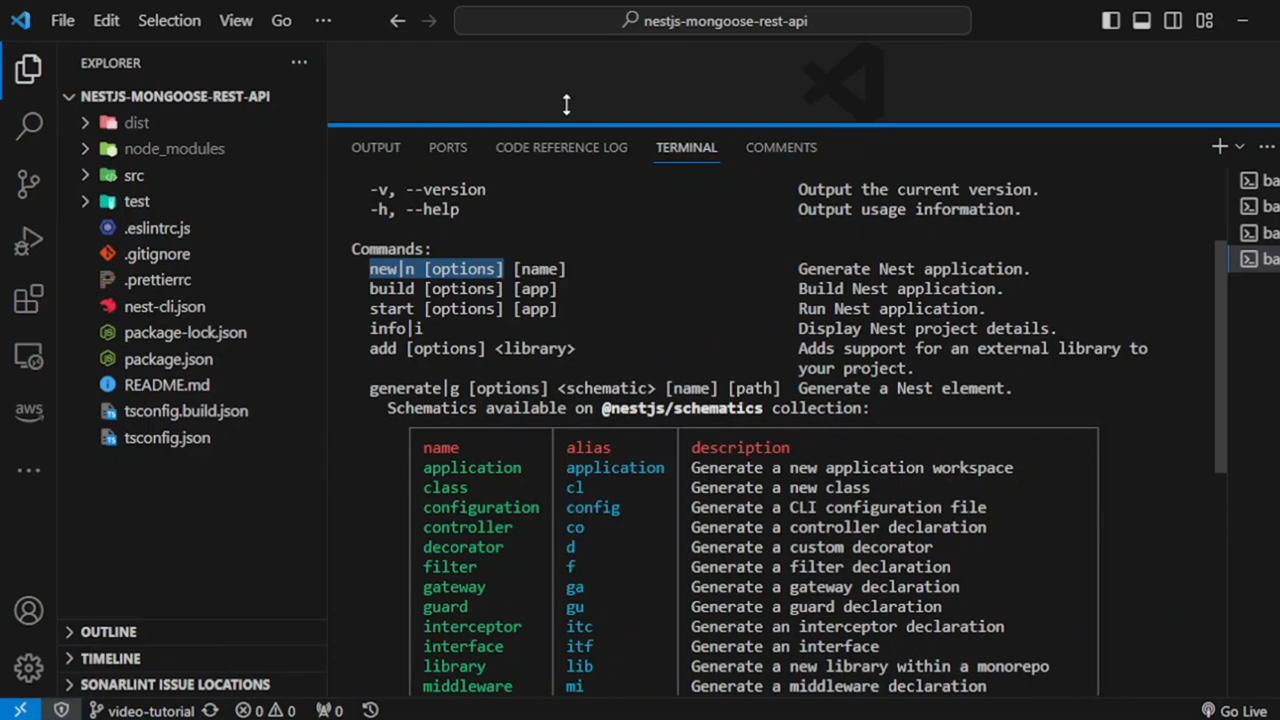 File Edit Selection View Go ··· nestjs-mongoose-rest-api
EXPLORER ···
NESTJS-MONGOOSE-REST-API
dist
node_modules
src
test
.eslintrc.js
.gitignore
.prettierrc
nest-cli.json
package-lock.json
package.json
README.md
tsconfig.build.json
tsconfig.json
OUTLINE
TIMELINE
SONARLINT ISSUE LOCATIONS
aws
OUTPUT PORTS CODE REFERENCE LOG TERMINAL COMMENTS
-v, --version Output the current version.
-h, --help Output usage information.
Commands:
new|n [options] [name] Generate Nest application.
build [options] [app] Build Nest application.
start [options] [app] Run Nest application.
info|i Display Nest project details.
add [options] <library> Adds support for an external library to
your project.
generate|g [options] <schematic> [name] [path] Generate a Nest element.
Schematics available on @nestjs/schematics collection:
name alias description
application application Generate a new application workspace
class cl Generate a new class
configuration config Generate a CLI configuration file
controller co Generate a controller declaration
decorator d Generate a custom decorator
filter f Generate a filter declaration
gateway ga Generate a gateway declaration
guard gu Generate a guard declaration
interceptor itc Generate an interceptor declaration
interface itf Generate an interface
library lib Generate a new library within a monorepo
middleware mi Generate a middleware declaration
ba
ba
ba
ba
video-tutorial 0 0 0 Go Live